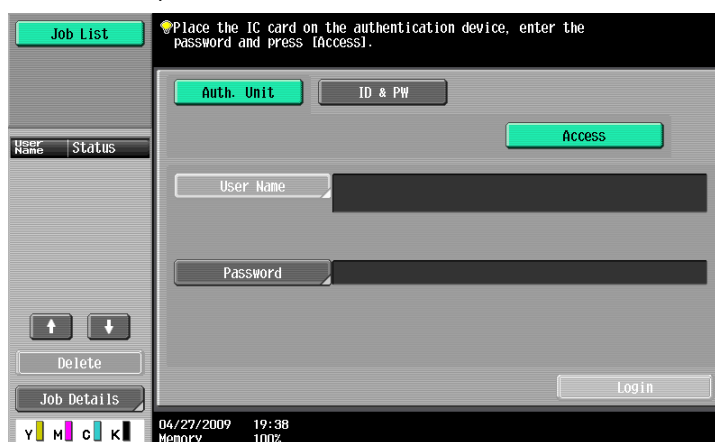 Job List
Place the IC card on the authentication device, enter the
password and press [Access].
Auth. Unit
ID & PW
Access
User Name
Status
User Name
Password
Delete
Job Details
Login
Y M C K
04/27/2009 19:38
Memory 100%